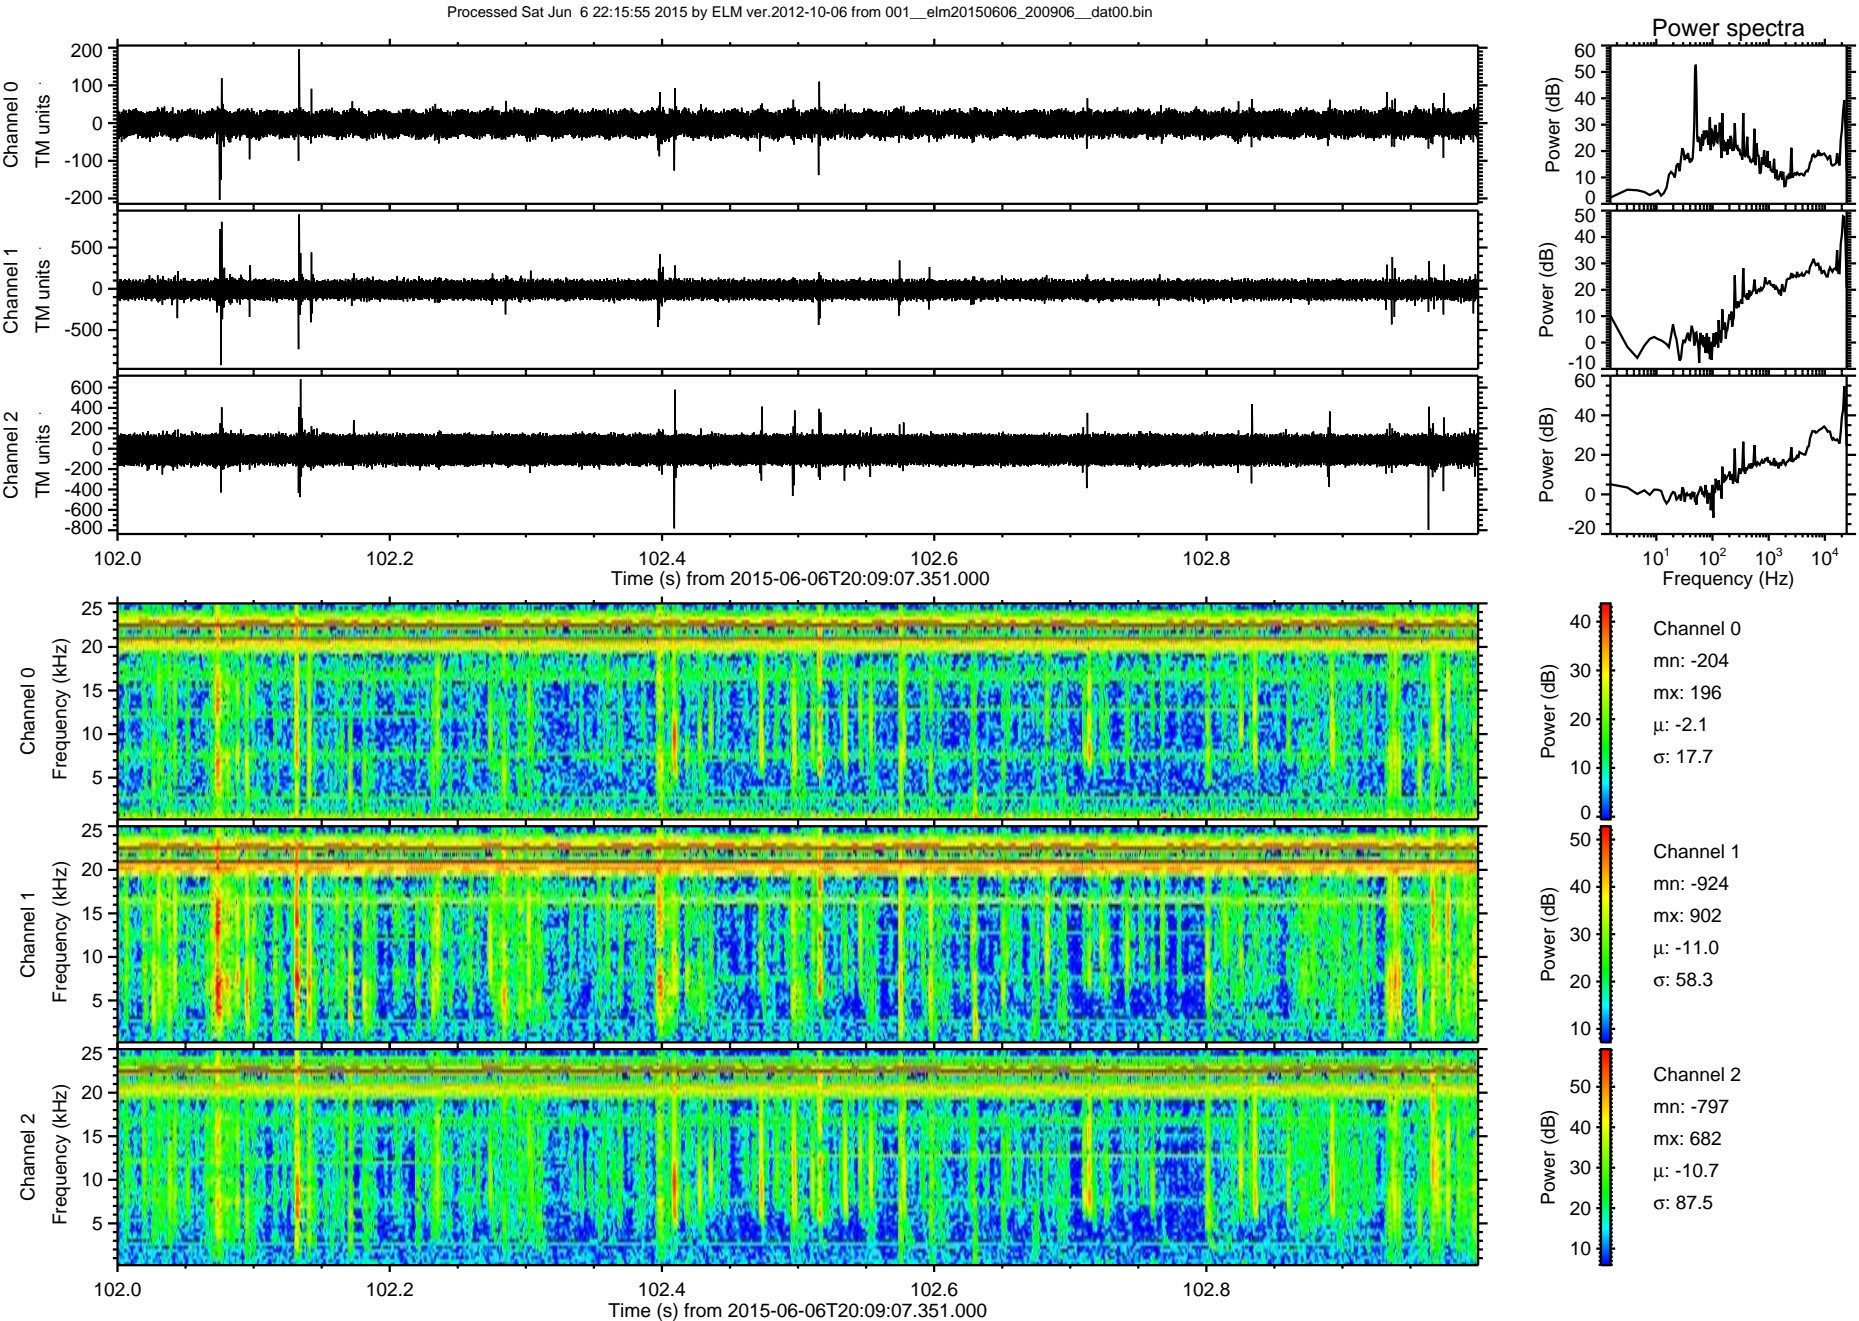 Processed Sat Jun 6 22:15:55 2015 by ELM ver.2012-10-06 from 001__elm20150606_200906__dat00.bin
Power spectra
Channel 0
TM units
200
100
0
-100
-200
Power (dB)
60
50
40
30
20
10
0
Channel 1
TM units
500
0
-500
Power (dB)
50
40
30
20
10
0
-10
Channel 2
TM units
600
400
200
0
-200
-400
-600
-800
Power (dB)
60
40
20
0
-20
102.0 102.2 102.4 102.6 102.8
Time (s) from 2015-06-06T20:09:07.351.000
10¹ 10² 10³ 10⁴
Frequency (Hz)
Channel 0
Frequency (kHz)
25
20
15
10
5
Power (dB)
40
30
20
10
0
Channel 0
mn: -204
mx: 196
μ: -2.1
σ: 17.7
Channel 1
Frequency (kHz)
25
20
15
10
5
Power (dB)
50
40
30
20
10
Channel 1
mn: -924
mx: 902
μ: -11.0
σ: 58.3
Channel 2
Frequency (kHz)
25
20
15
10
5
Power (dB)
50
40
30
20
10
Channel 2
mn: -797
mx: 682
μ: -10.7
σ: 87.5
102.0 102.2 102.4 102.6 102.8
Time (s) from 2015-06-06T20:09:07.351.000